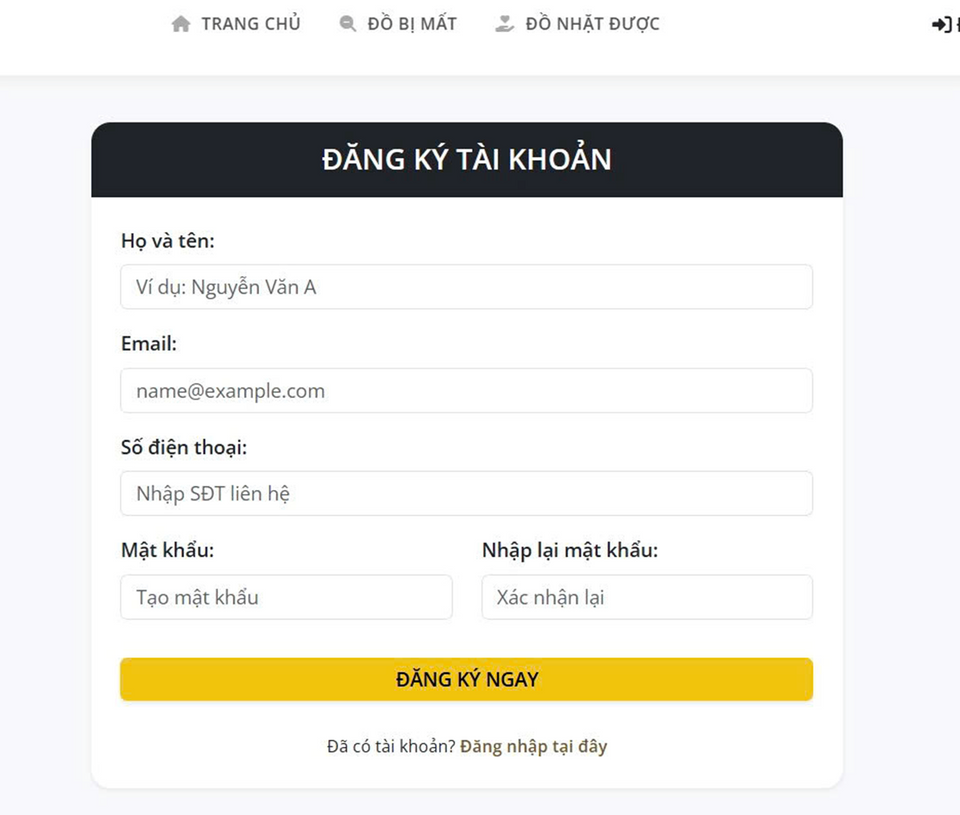 TRANG CHỦ ĐỒ BỊ MẤT ĐỒ NHẶT ĐƯỢC
ĐĂNG KÝ TÀI KHOẢN
Họ và tên:
Ví dụ: Nguyễn Văn A
Email:
name@example.com
Số điện thoại:
Nhập SĐT liên hệ
Mật khẩu: Nhập lại mật khẩu:
Tạo mật khẩu Xác nhận lại
ĐĂNG KÝ NGAY
Đã có tài khoản? Đăng nhập tại đây